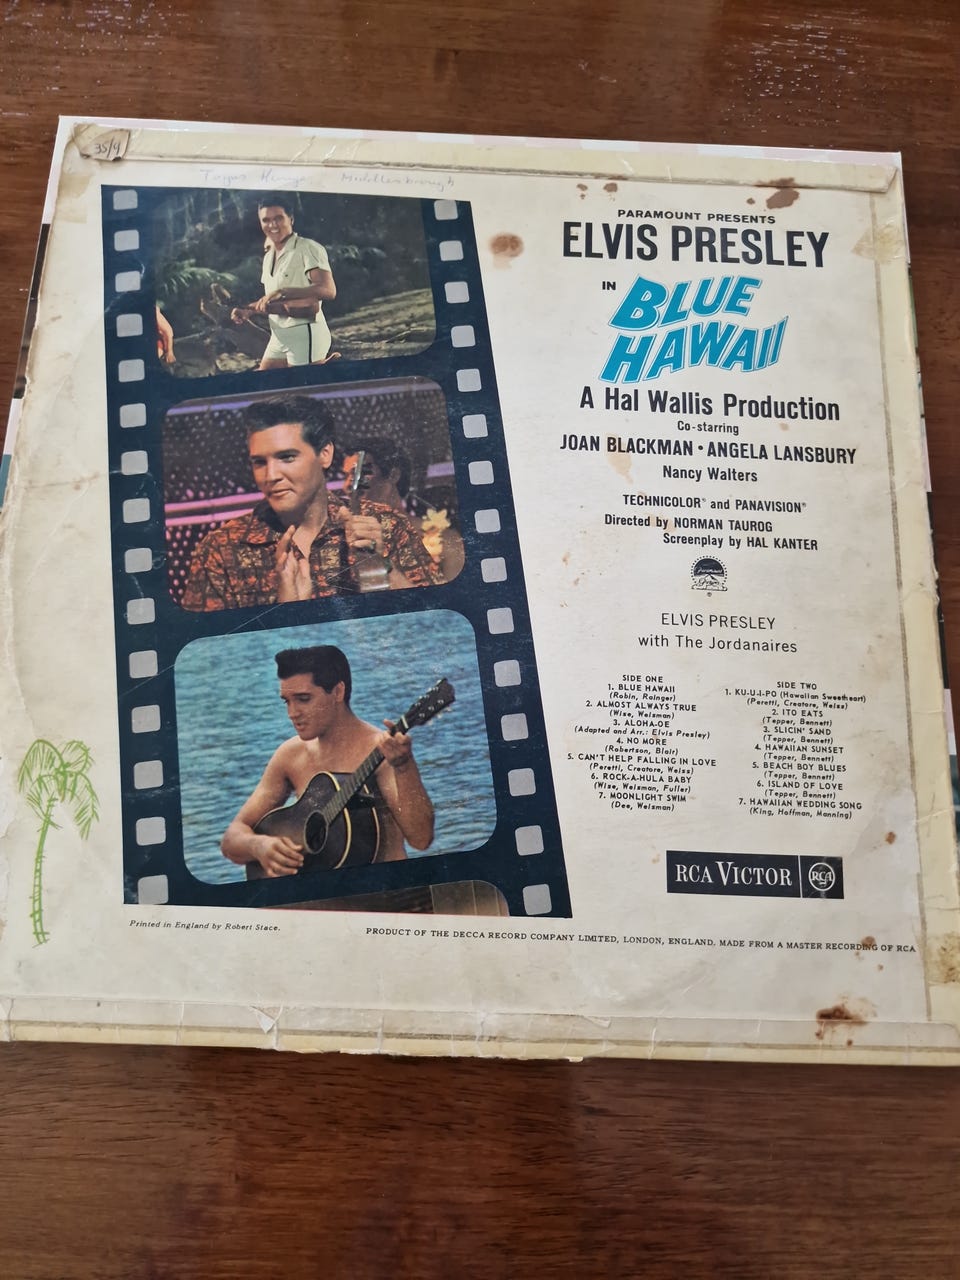 35/9
Middlesbrough
PARAMOUNT PRESENTS
ELVIS PRESLEY
IN BLUE
HAWAII
A Hal Wallis Production
Co-starring
JOAN BLACKMAN • ANGELA LANSBURY
Nancy Walters
TECHNICOLOR® and PANAVISION®
Directed by NORMAN TAUROG
Screenplay by HAL KANTER
Paramount
ELVIS PRESLEY
with The Jordanaires
SIDE ONE
1. BLUE HAWAII
(Robin, Rainger)
2. ALMOST ALWAYS TRUE
(Wise, Weisman)
3. ALOHA-OE
(Adapted and Arr.: Elvis Presley)
4. NO MORE
(Robertson, Blair)
5. CAN'T HELP FALLING IN LOVE
(Peretti, Creatore, Weiss)
6. ROCK-A-HULA BABY
(Wise, Weisman, Fuller)
7. MOONLIGHT SWIM
(Dee, Weisman)
SIDE TWO
1. KU-U-I-PO (Hawaiian Sweetheart)
(Peretti, Creatore, Weiss)
2. ITO EATS
(Tepper, Bennett)
3. SLICIN' SAND
(Tepper, Bennett)
4. HAWAIIAN SUNSET
(Tepper, Bennett)
5. BEACH BOY BLUES
(Tepper, Bennett)
6. ISLAND OF LOVE
(Tepper, Bennett)
7. HAWAIIAN WEDDING SONG
(King, Hoffman, Manning)
RCA VICTOR RCA
Printed in England by Robert Stace.
PRODUCT OF THE DECCA RECORD COMPANY LIMITED, LONDON, ENGLAND. MADE FROM A MASTER RECORDING OF RCA